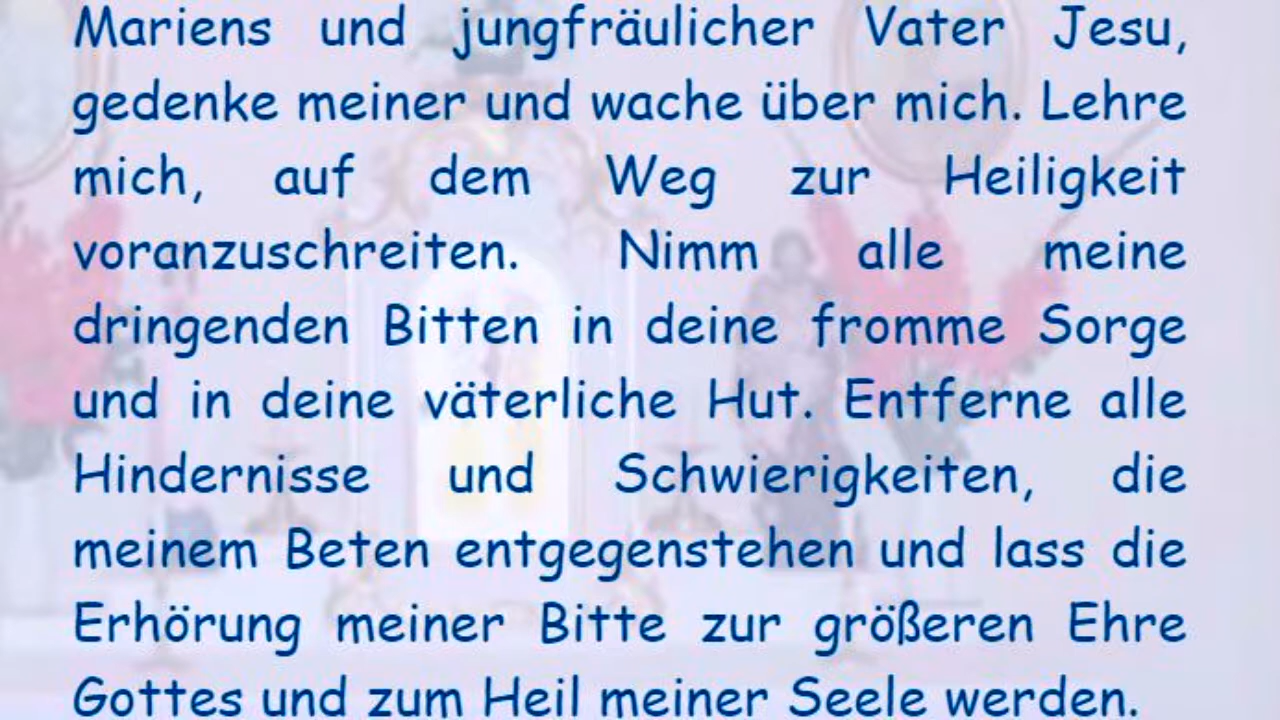 Mariens und jungfräulicher Vater Jesu,
gedenke meiner und wache über mich. Lehre
mich, auf dem Weg zur Heiligkeit
voranzuschreiten. Nimm alle meine
dringenden Bitten in deine fromme Sorge
und in deine väterliche Hut. Entferne alle
Hindernisse und Schwierigkeiten, die
meinem Beten entgegenstehen und lass die
Erhörung meiner Bitte zur größeren Ehre
Gottes und zum Heil meiner Seele werden.